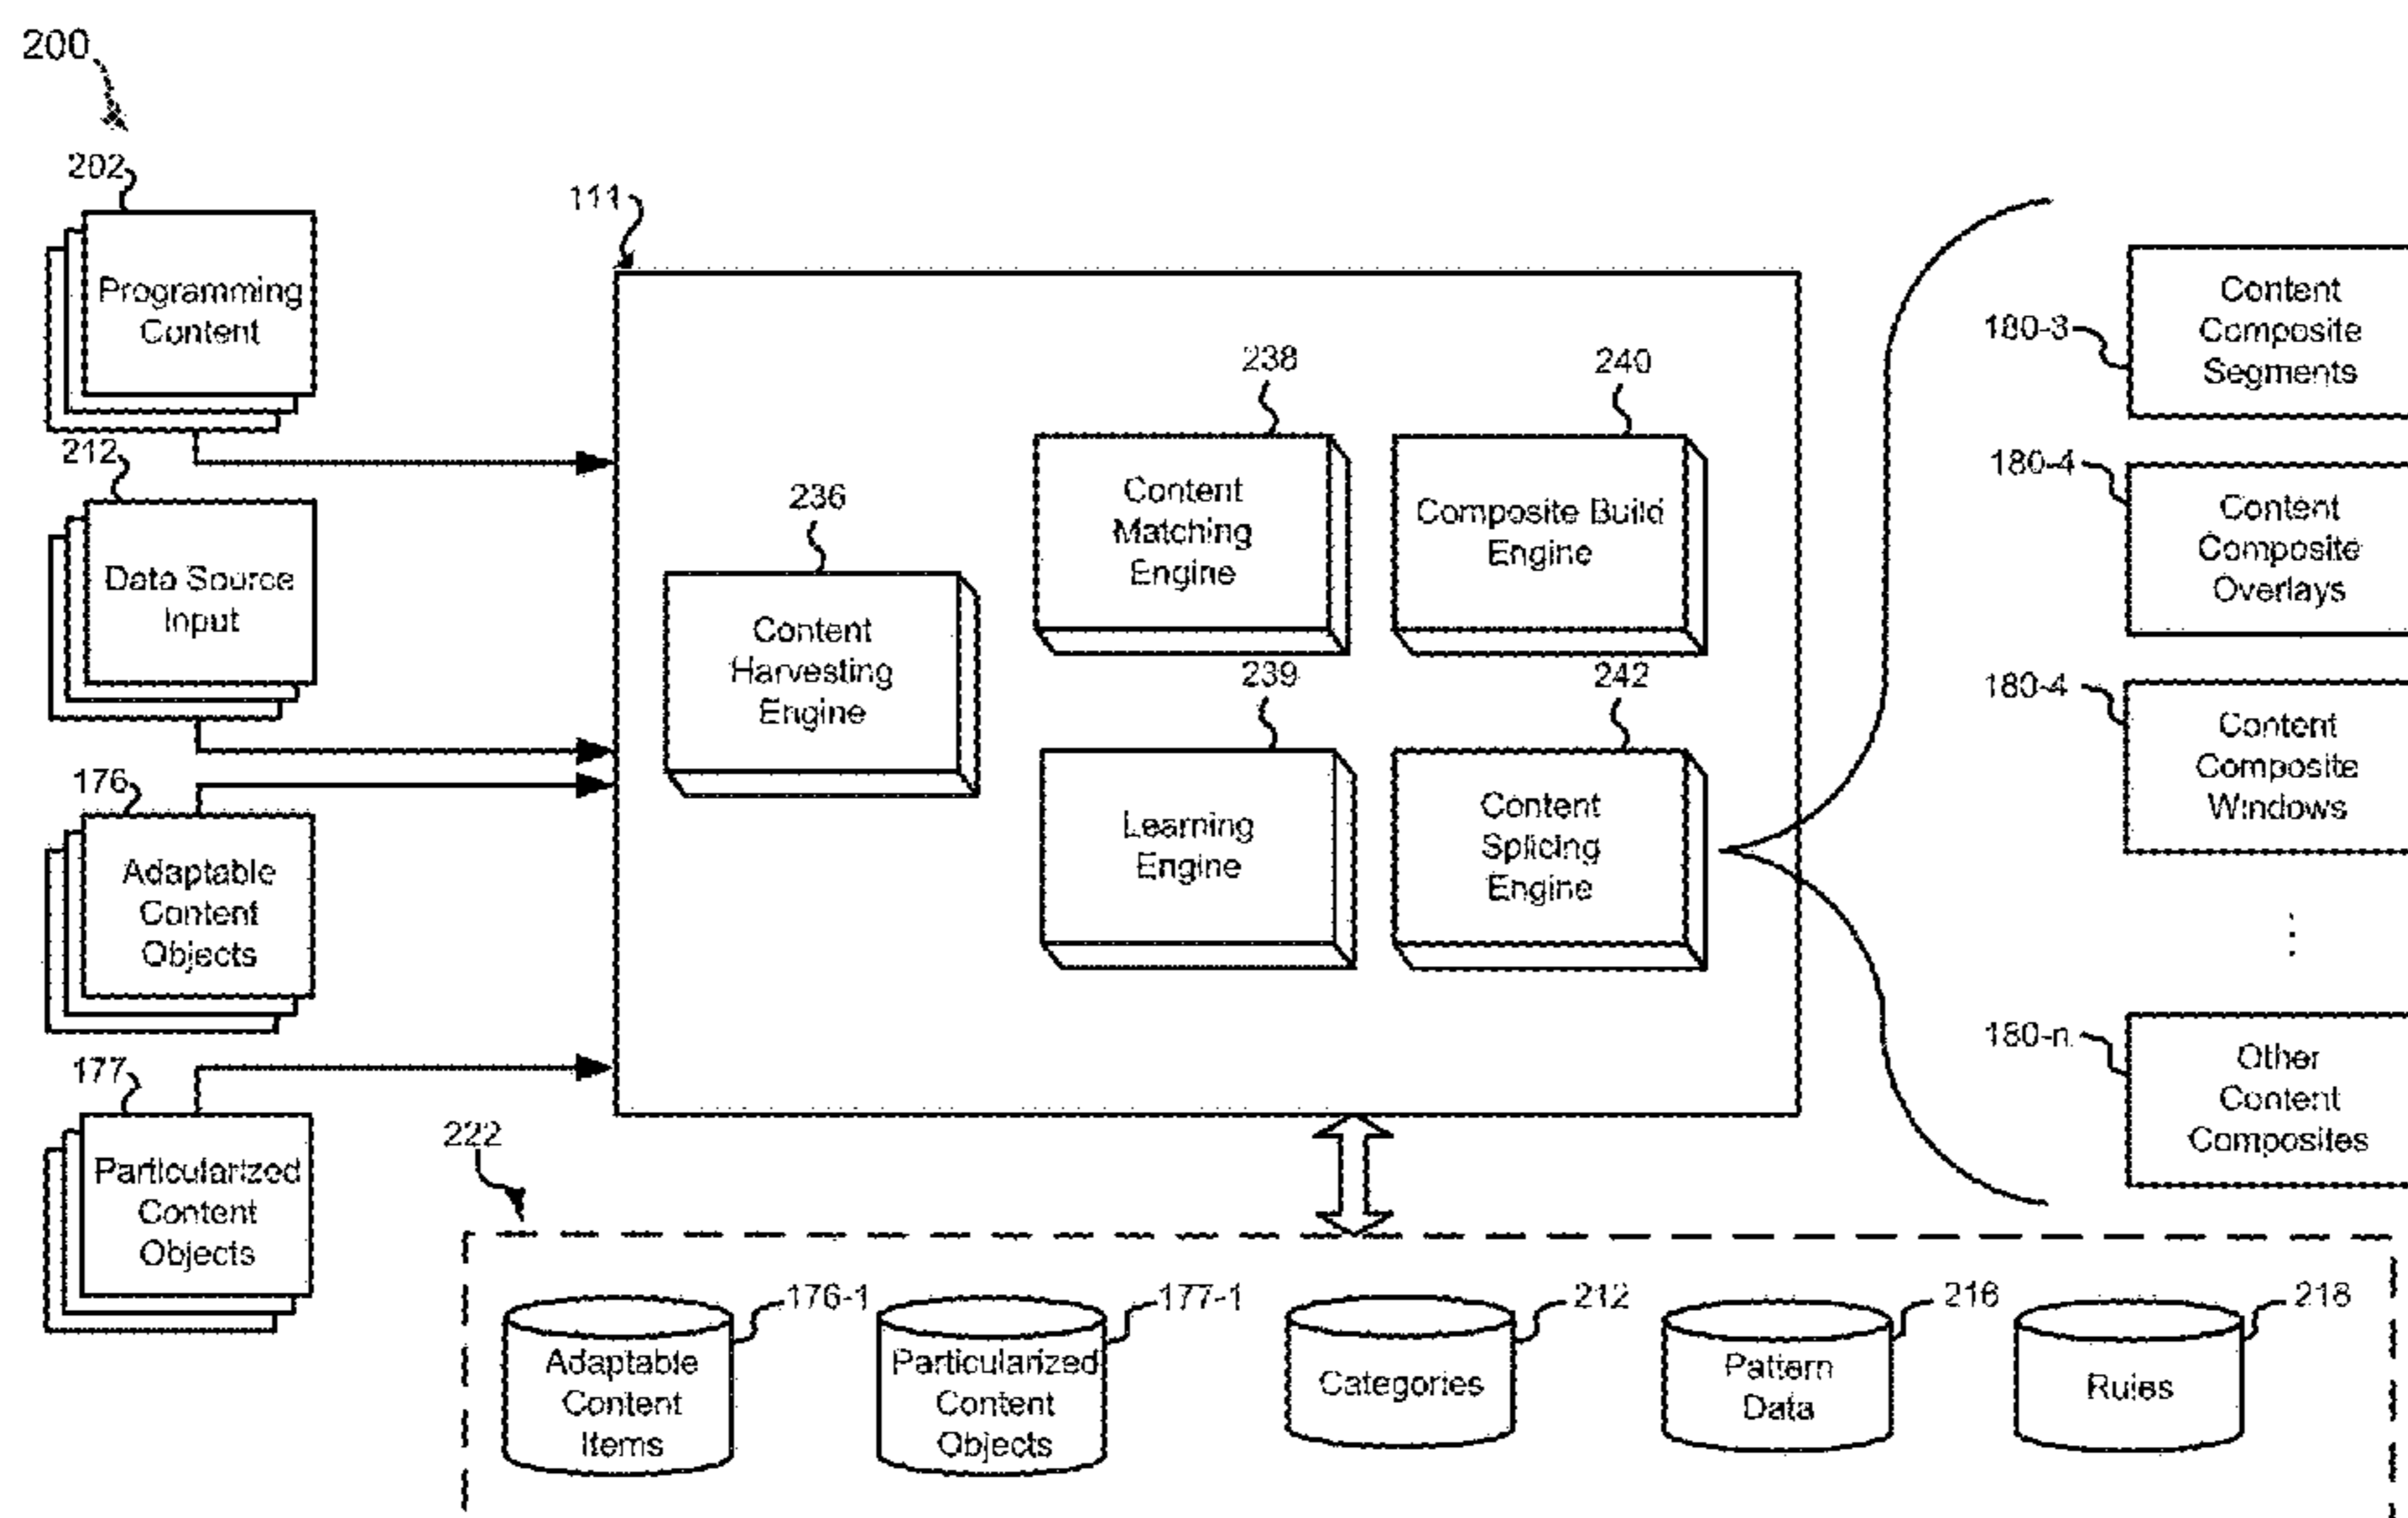 200
202
Programming
Content
212
Data Source
Input
176
Adaptable
Content
Objects
177
Particularized
Content
Objects
111
236
Content
Harvesting
Engine
238
Content
Matching
Engine
240
Composite Build
Engine
239
Learning
Engine
242
Content
Splicing
Engine
180-3
Content
Composite
Segments
180-4
Content
Composite
Overlays
180-4
Content
Composite
Windows
180-n
Other
Content
Composites
222
176-1
Adaptable
Content
Items
177-1
Particularized
Content
Objects
212
Categories
216
Pattern
Data
218
Rules